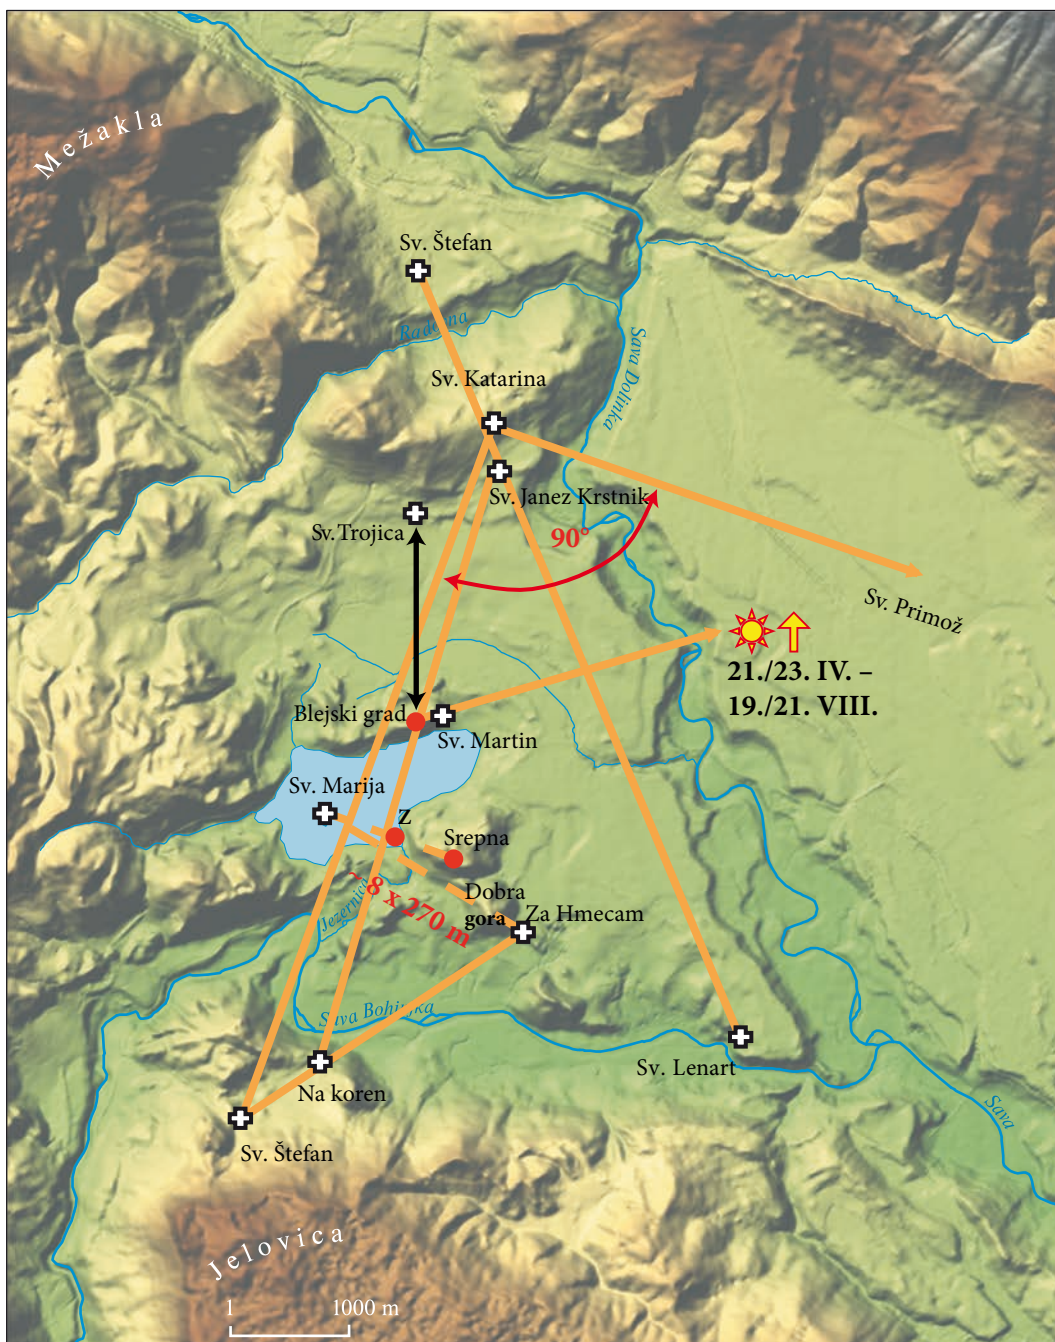 Mežakla
Sv. Štefan
Radovna
Sv. Katarina
Sava Dolinka
Sv. Janez Krstnik
Sv. Trojica
90°
Sv. Primož
21./23. IV. –
19./21. VIII.
Blejski grad
Sv. Martin
Sv. Marija
Z
Srepna
Jezernica
~ 8 x 270 m
Dobra
gora
Za Hmecam
Sava Bohinjka
Sv. Lenart
Na koren
Sava
Sv. Štefan
Jelovica
1 1000 m